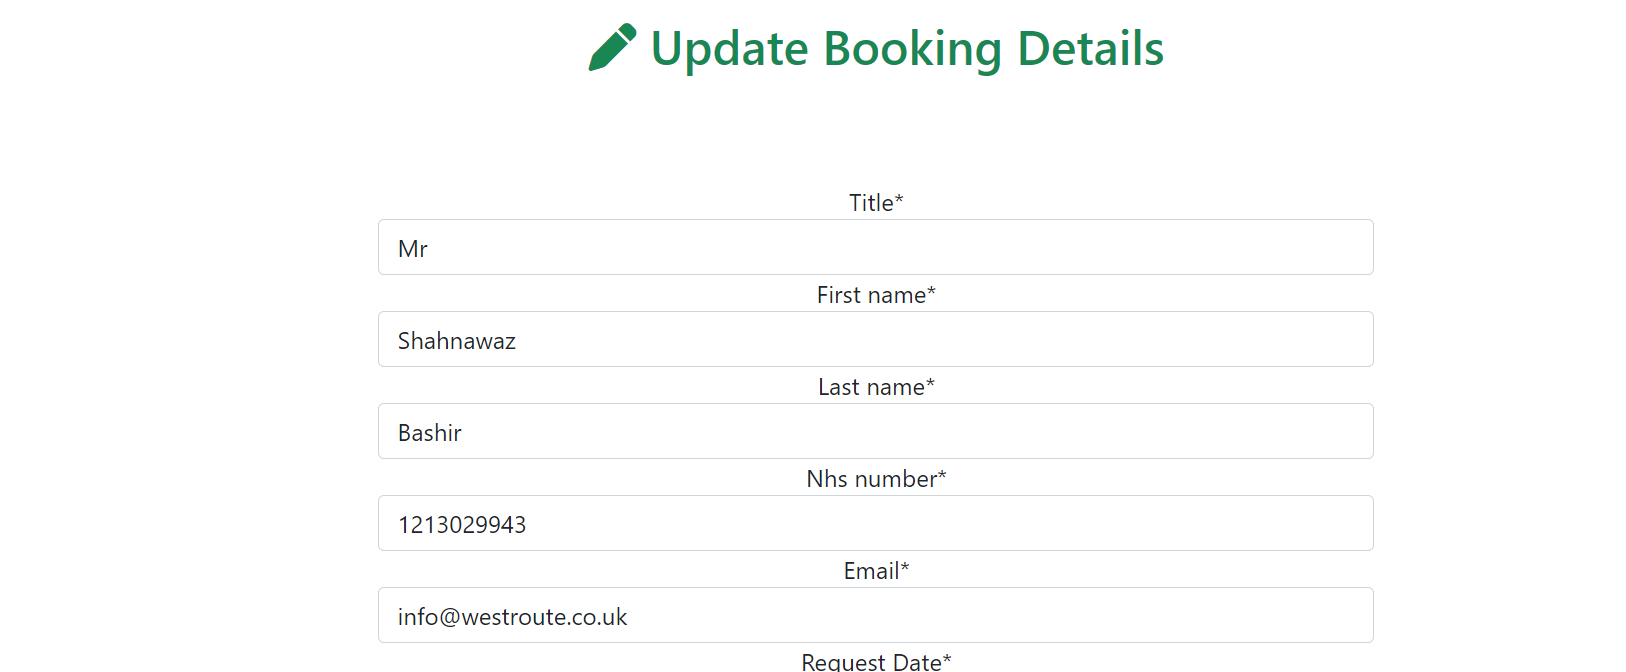 Update Booking Details
Title*
Mr
First name*
Shahnawaz
Last name*
Bashir
Nhs number*
1213029943
Email*
info@westroute.co.uk
Request Date*